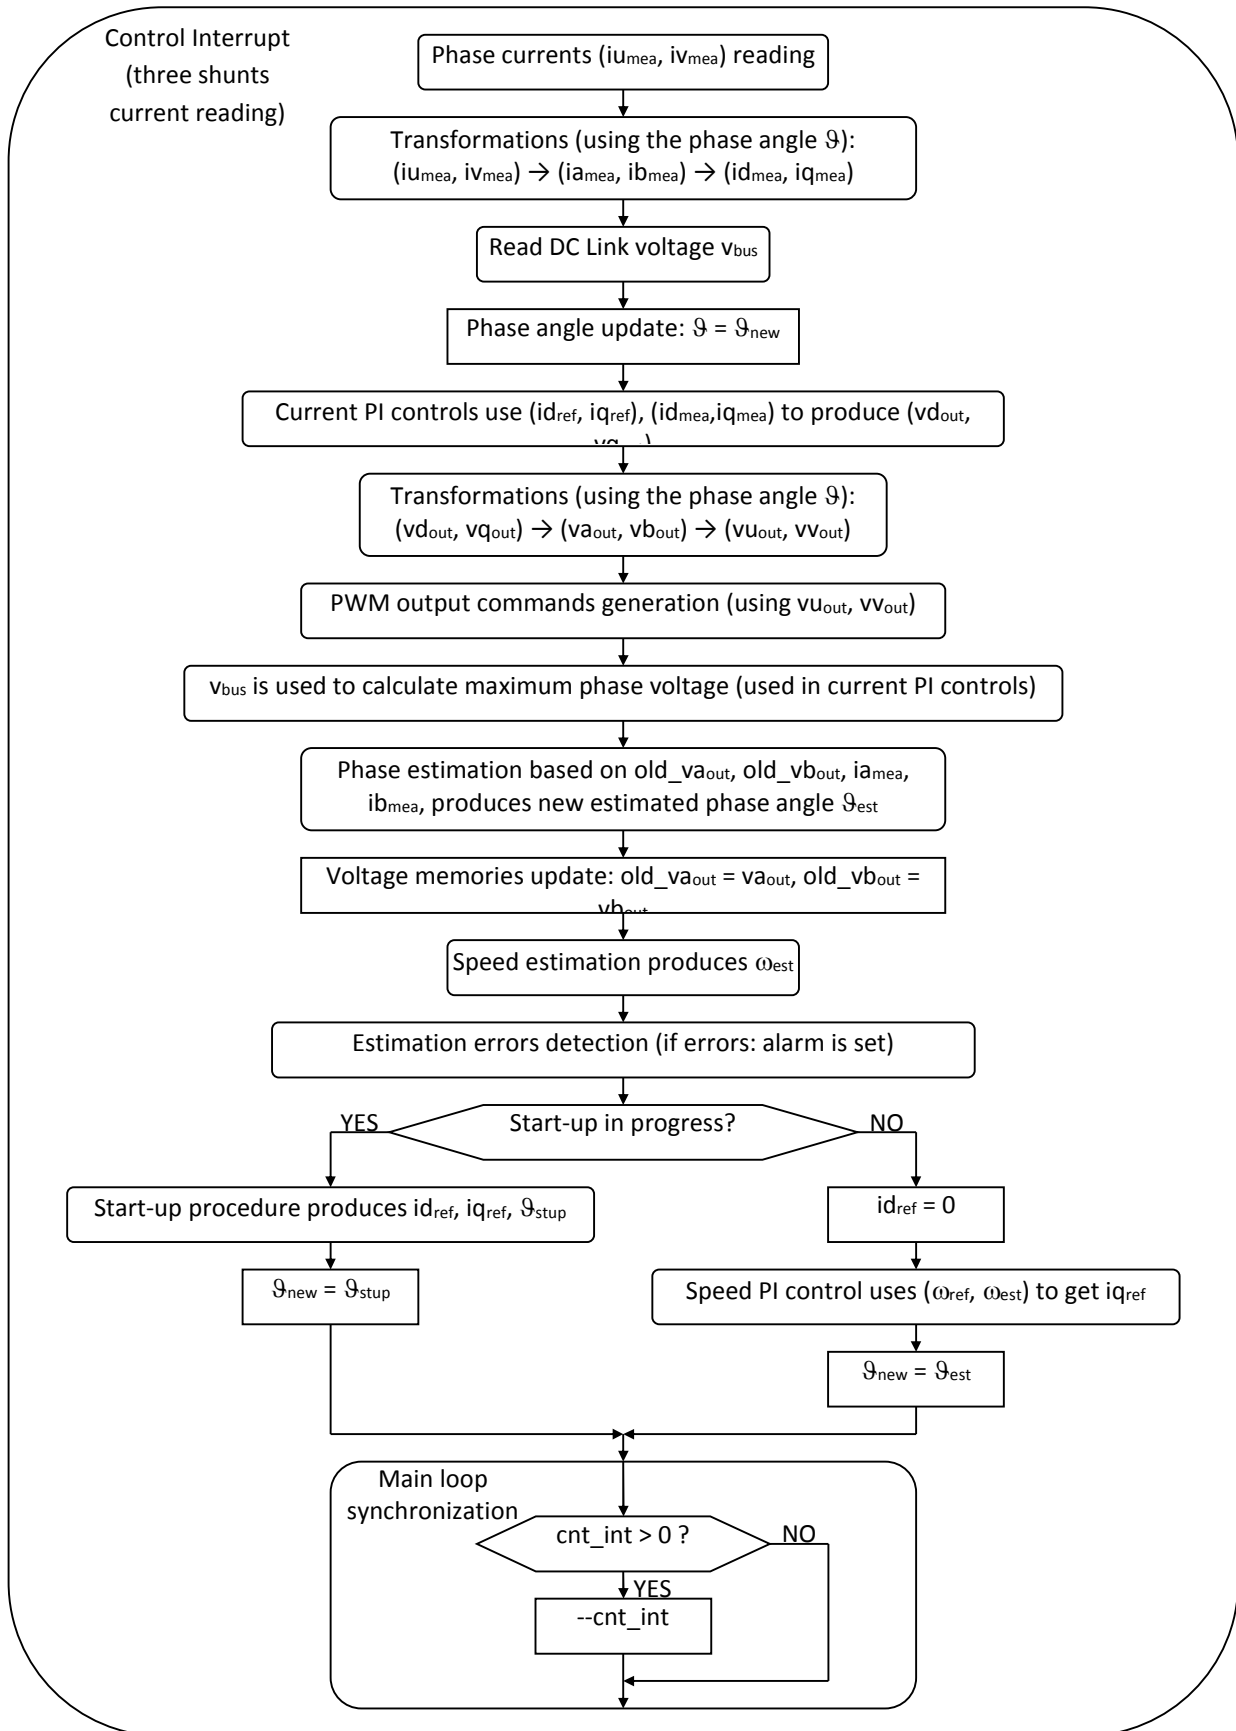 Control Interrupt
(three shunts
current reading)
Phase currents (iumea, ivmea) reading
Transformations (using the phase angle ϑ):
(iumea, ivmea) → (iamea, ibmea) → (idmea, iqmea)
Read DC Link voltage vbus
Phase angle update: ϑ = ϑnew
Current PI controls use (idref, iqref), (idmea,iqmea) to produce (vdout,
Transformations (using the phase angle ϑ):
(vdout, vqout) → (vaout, vbout) → (vuout, vvout)
PWM output commands generation (using vuout, vvout)
vbus is used to calculate maximum phase voltage (used in current PI controls)
Phase estimation based on old_vaout, old_vbout, iamea,
ibmea, produces new estimated phase angle ϑest
Voltage memories update: old_vaout = vaout, old_vbout =
vbout
Speed estimation produces ωest
Estimation errors detection (if errors: alarm is set)
Start-up in progress?
YES
NO
Start-up procedure produces idref, iqref, ϑstup
idref = 0
ϑnew = ϑstup
Speed PI control uses (ωref, ωest) to get iqref
ϑnew = ϑest
Main loop
synchronization
cnt_int > 0 ?
NO
YES
--cnt_int